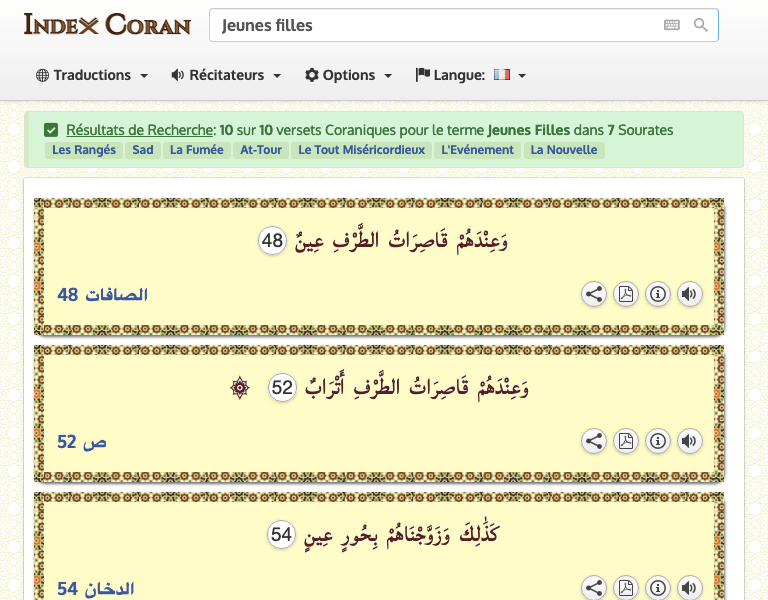 Index Coran
Jeunes filles
Traductions Récitateurs Options Langue:
Résultats de Recherche: 10 sur 10 versets Coraniques pour le terme Jeunes Filles dans 7 Sourates
Les Rangés Sad La Fumée At-Tour Le Tout Miséricordieux L'Evénement La Nouvelle
وَعِنْدَهُمْ قَاصِرَاتُ الطَّرْفِ عِينٌ 48
الصافات 48
وَعِنْدَهُمْ قَاصِرَاتُ الطَّرْفِ أَتْرَابٌ 52 ۞
ص 52
كَذَٰلِكَ وَزَوَّجْنَاهُمْ بِحُورٍ عِينٍ 54
الدخان 54